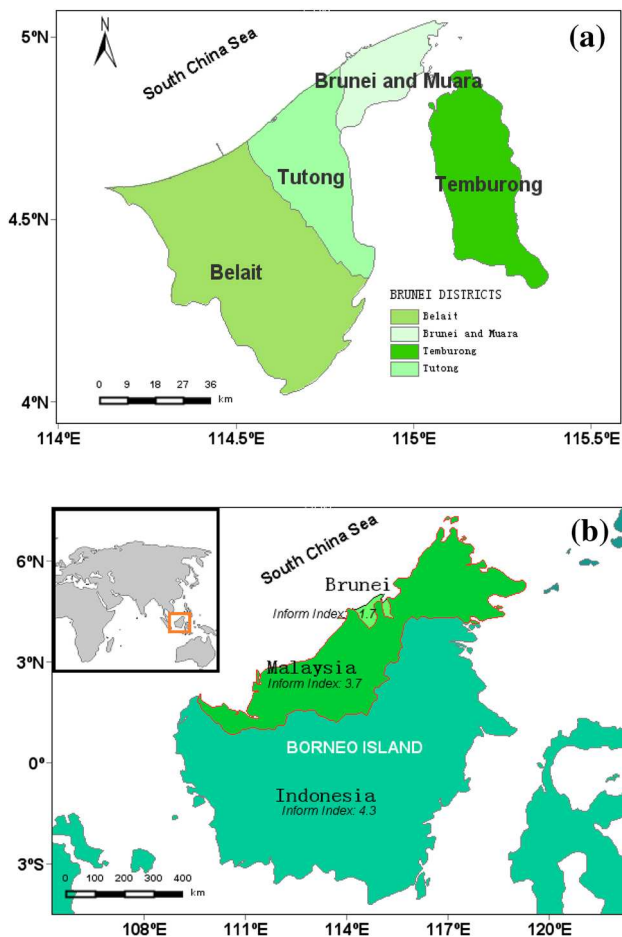 5ºN
N
(a)
South China Sea
Brunei and Muara
Tutong
Temburong
4.5ºN
Belait
BRUNEI DISTRICTS
Belait
Brunei and Muara
Temburong
Tutong
0 9 18 27 36
km
4ºN
114ºE 114.5ºE 115ºE 115.5ºE
(b)
South China Sea
6ºN
Brunei
Inform Index: 1.7
3ºN
Malaysia
Inform Index: 3.7
BORNEO ISLAND
0º
Indonesia
Inform Index: 4.3
3ºS
0 100 200 300 400
km
108ºE 111ºE 114ºE 117ºE 120ºE